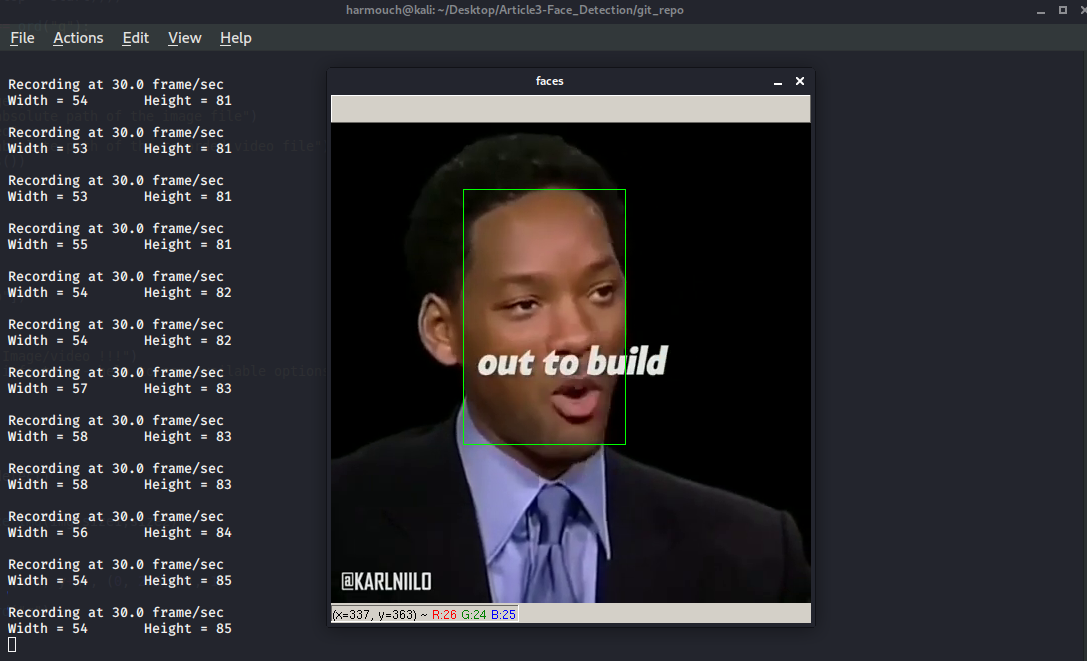 harmouch@kali: ~/Desktop/Article3-Face_Detection/git_repo
File Actions Edit View Help
Recording at 30.0 frame/sec
Width = 54 Height = 81
Recording at 30.0 frame/sec
Width = 53 Height = 81
Recording at 30.0 frame/sec
Width = 53 Height = 81
Recording at 30.0 frame/sec
Width = 55 Height = 81
Recording at 30.0 frame/sec
Width = 54 Height = 82
Recording at 30.0 frame/sec
Width = 54 Height = 82
Recording at 30.0 frame/sec
Width = 57 Height = 83
Recording at 30.0 frame/sec
Width = 58 Height = 83
Recording at 30.0 frame/sec
Width = 58 Height = 83
Recording at 30.0 frame/sec
Width = 56 Height = 84
Recording at 30.0 frame/sec
Width = 54 Height = 85
Recording at 30.0 frame/sec
Width = 54 Height = 85
faces
out to build
@KARLNIILO
(x=337, y=363) ~ R:26 G:24 B:25